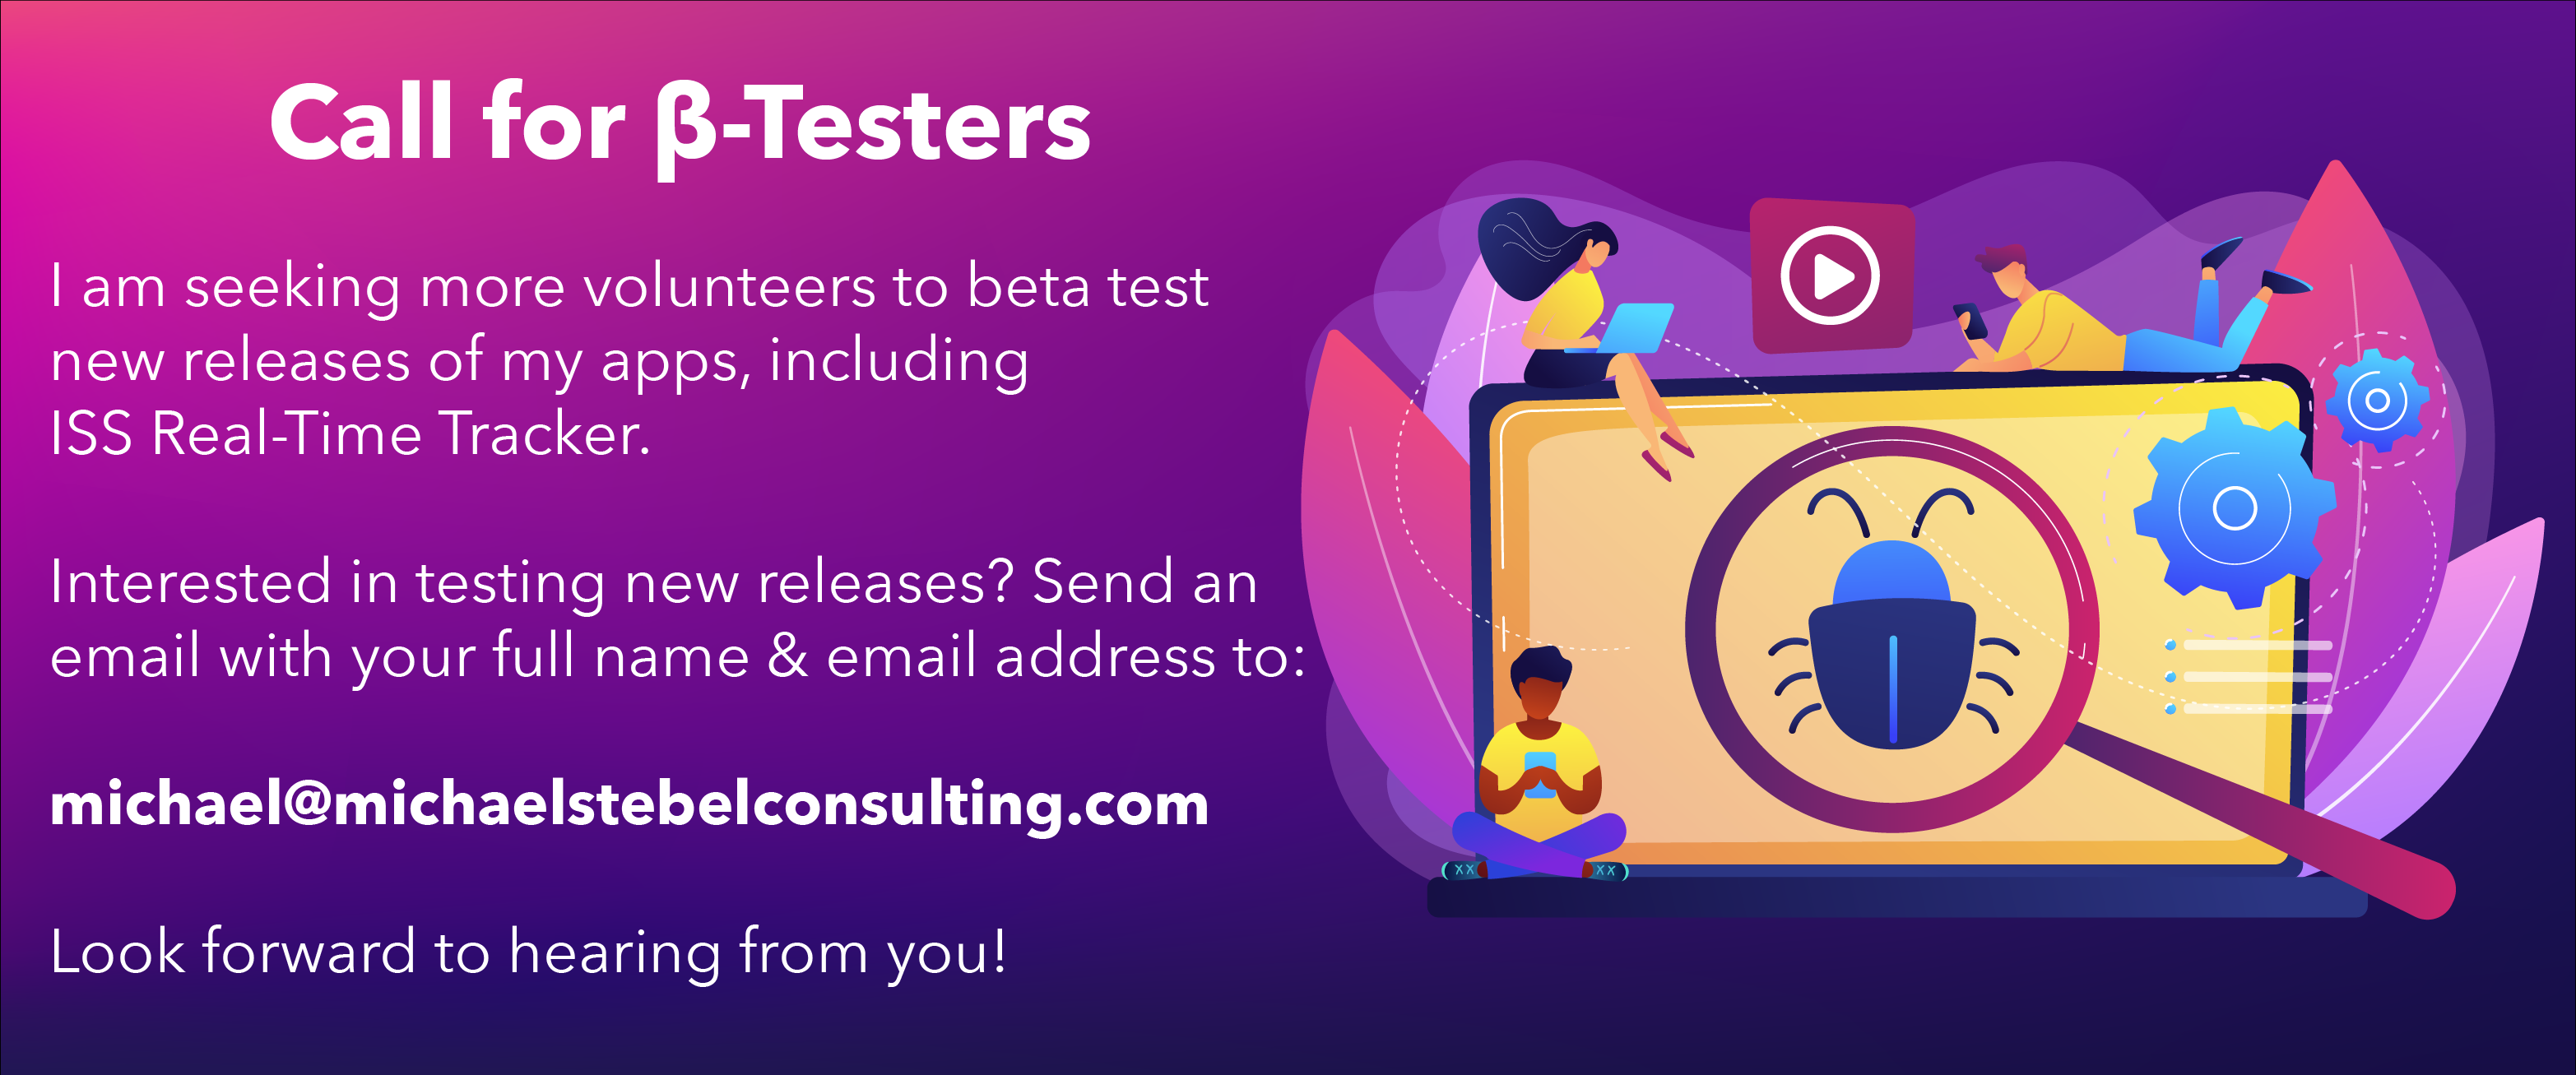 Call for β-Testers
I am seeking more volunteers to beta test
new releases of my apps, including
ISS Real-Time Tracker.
Interested in testing new releases? Send an
email with your full name & email address to:
michael@michaelstebelconsulting.com
Look forward to hearing from you!